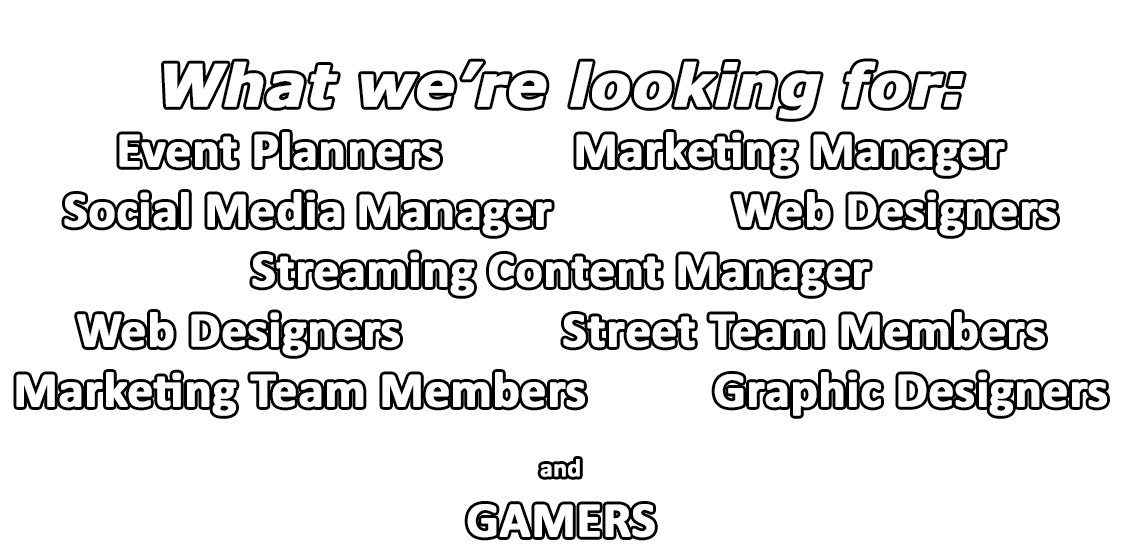 What we’re looking for:
Event Planners Marketing Manager
Social Media Manager Web Designers
Streaming Content Manager
Web Designers Street Team Members
Marketing Team Members Graphic Designers
and
GAMERS